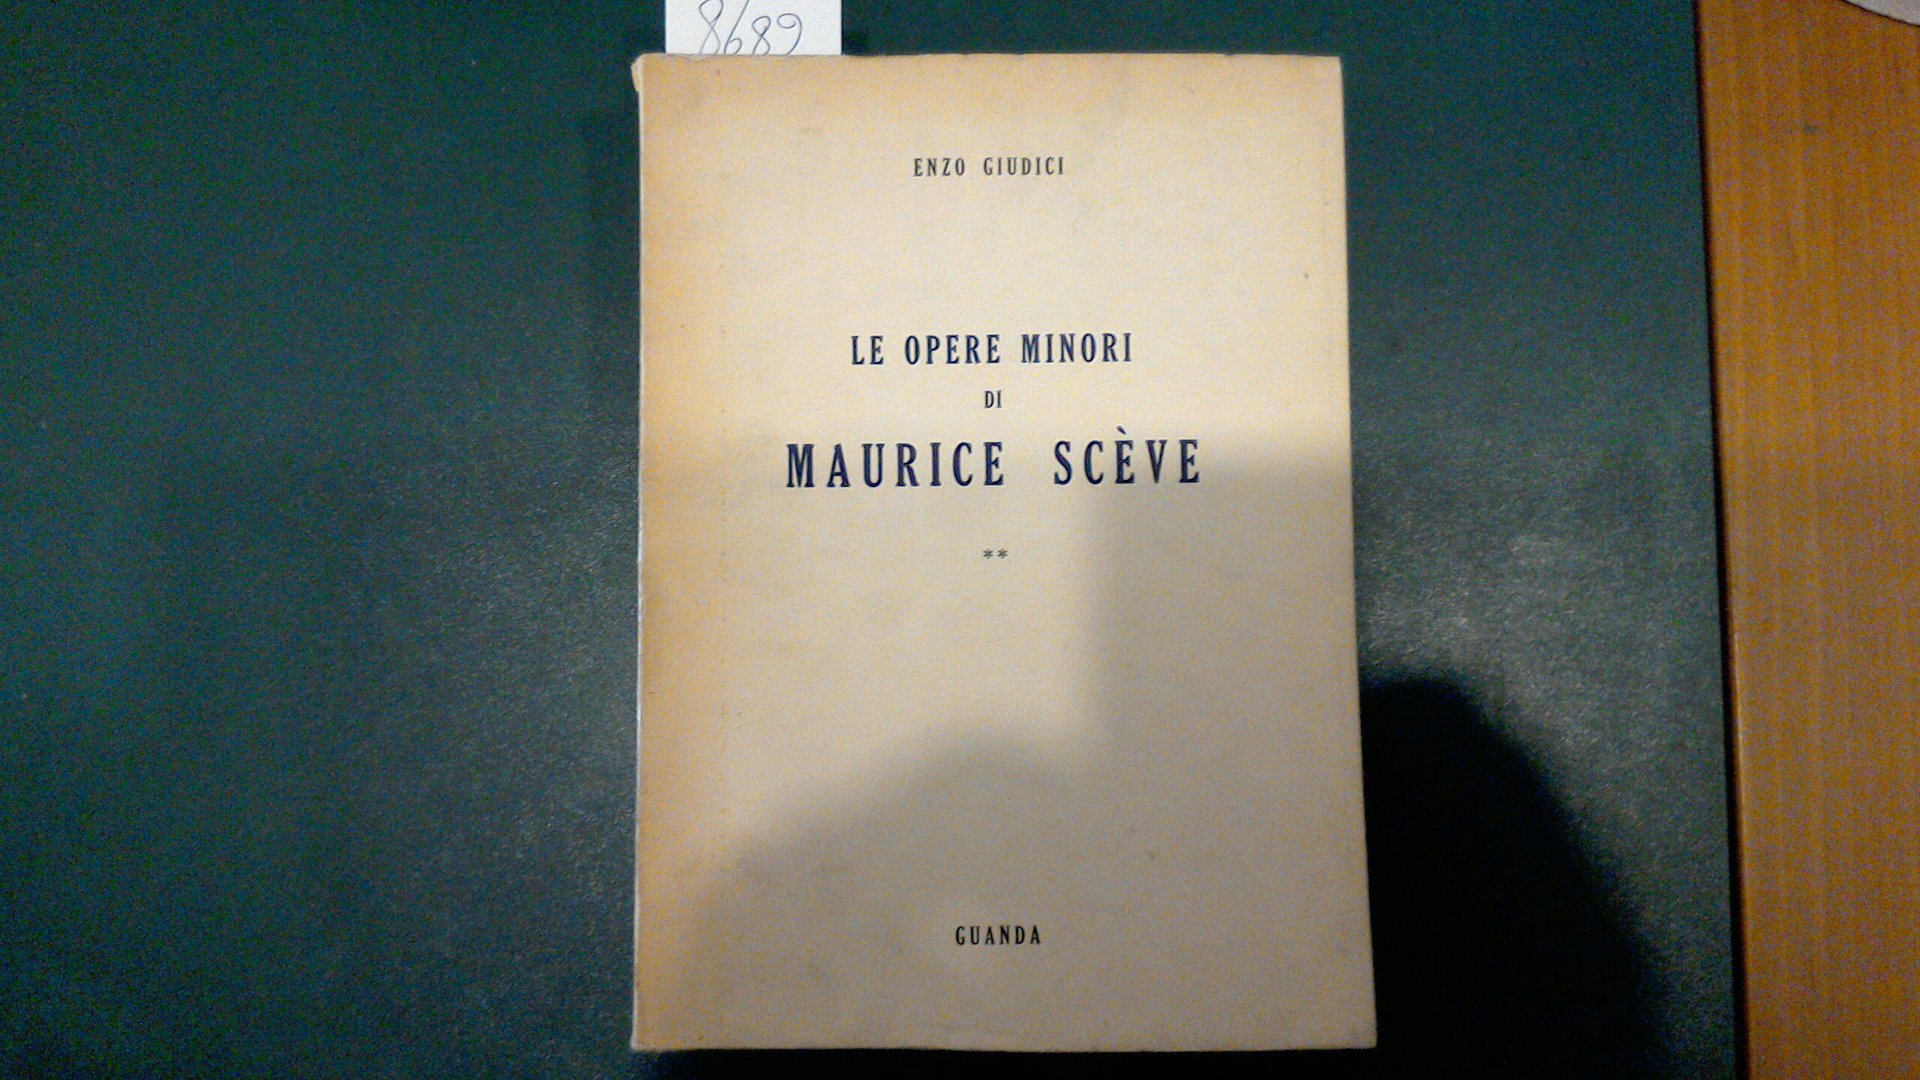 8689
ENZO GIUDICI
LE OPERE MINORI
DI
MAURICE SCÈVE
**
GUANDA